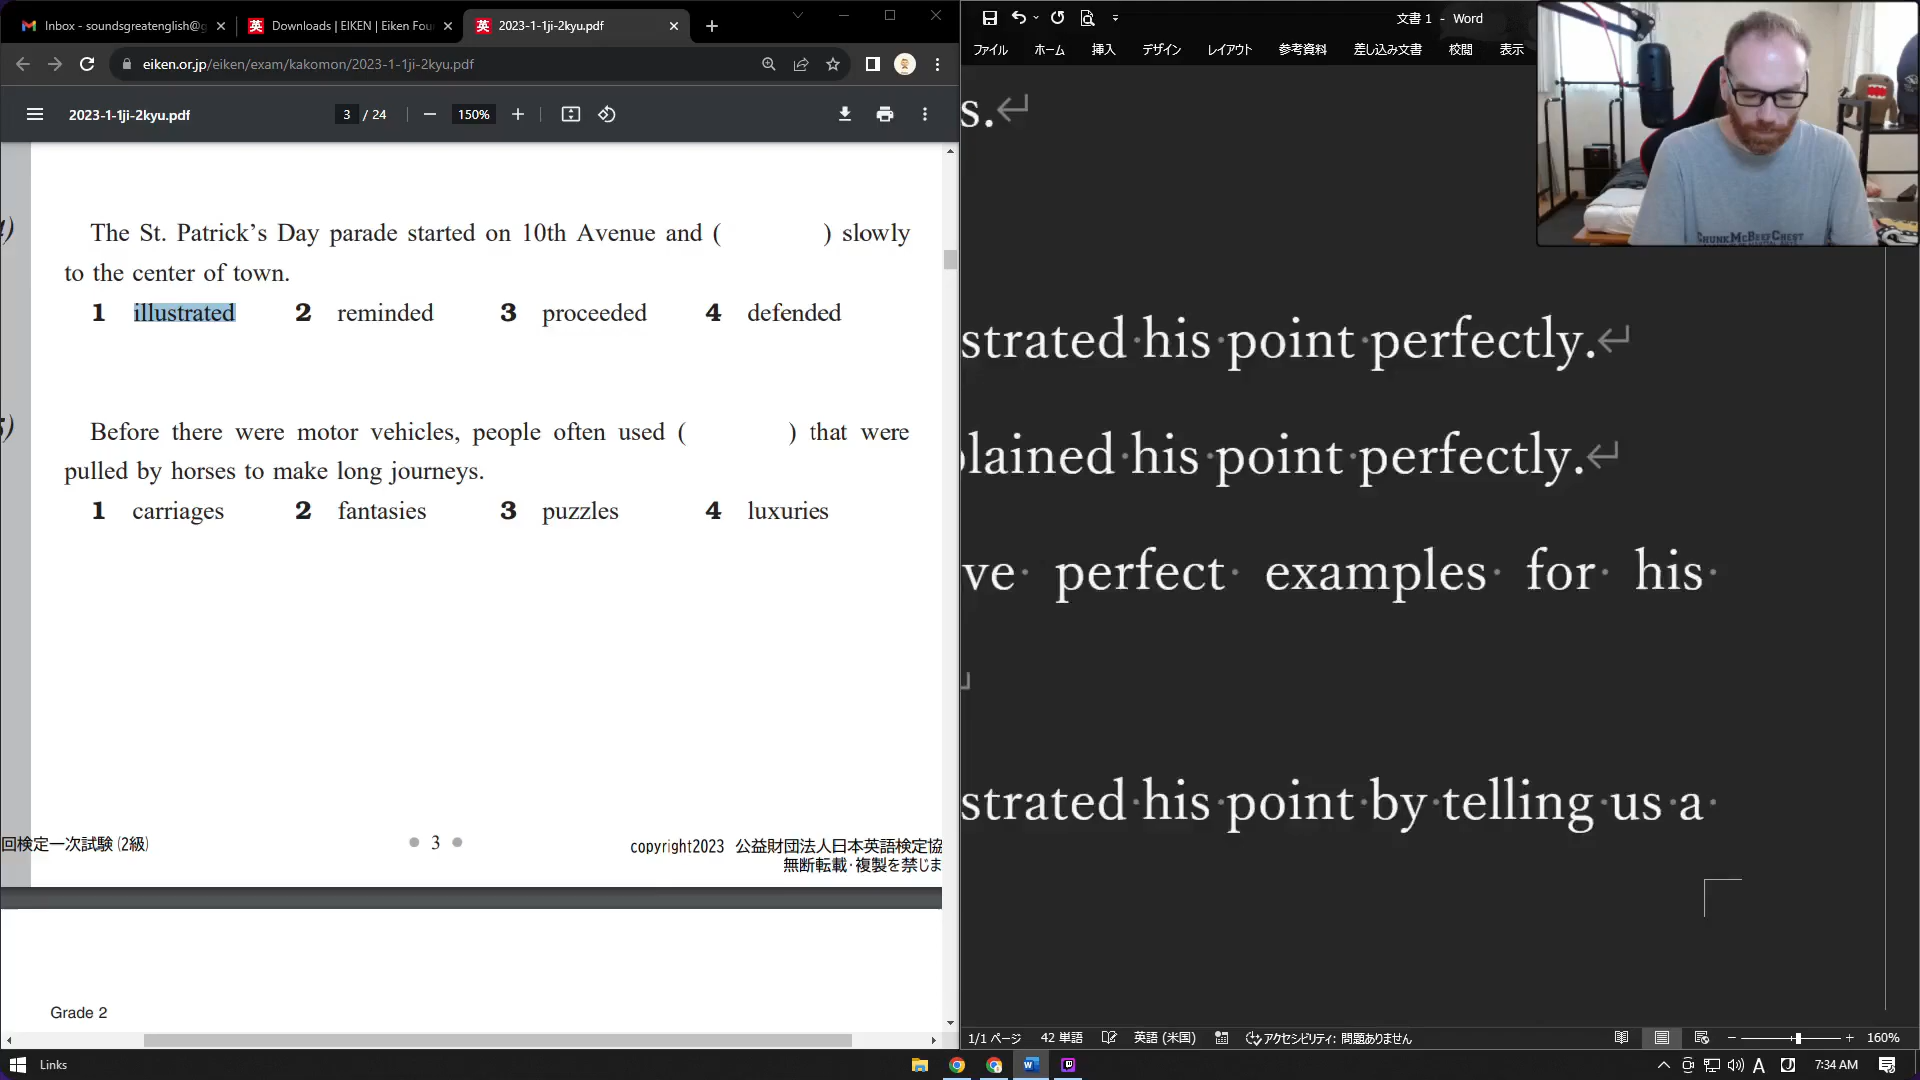 Inbox - soundsgreatenglish@g
Downloads | EIKEN | Eiken Fou
2023-1-1ji-2kyu.pdf
eiken.or.jp/eiken/exam/kakomon/2023-1-1ji-2kyu.pdf
2023-1-1ji-2kyu.pdf
3 / 24
150%
The St. Patrick's Day parade started on 10th Avenue and ( ) slowly
to the center of town.
1 illustrated 2 reminded 3 proceeded 4 defended
5)
Before there were motor vehicles, people often used ( ) that were
pulled by horses to make long journeys.
1 carriages 2 fantasies 3 puzzles 4 luxuries
回検定一次試験 (2級)
3
copyright2023 公益財団法人日本英語検定協
無断転載・複製を禁じま
Grade 2
文書 1 - Word
ファイル ホーム 挿入 デザイン レイアウト 参考資料 差し込み文書 校閲 表示
s.
strated his point perfectly.
lained his point perfectly.
ve perfect examples for his
strated his point by telling us a
CHUNKMCBEEFCHEST
1/1 ページ 42 単語 英語 (米国) アクセシビリティ: 問題ありません 160%
Links
A
7:34 AM